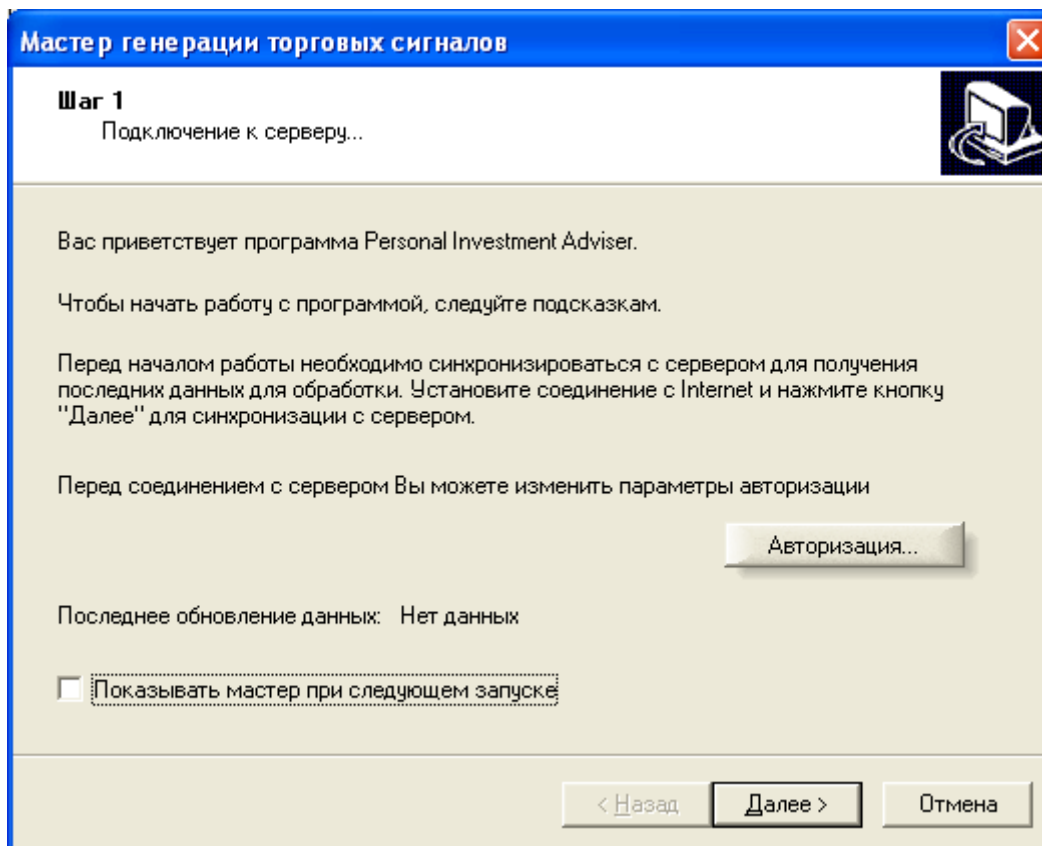 Мастер генерации торговых сигналов
Шаг 1
Подключение к серверу...
Вас приветствует программа Personal Investment Adviser.
Чтобы начать работу с программой, следуйте подсказкам.
Перед началом работы необходимо синхронизироваться с сервером для получения
последних данных для обработки. Установите соединение с Internet и нажмите кнопку
"Далее" для синхронизации с сервером.
Перед соединением с сервером Вы можете изменить параметры авторизации
Авторизация...
Последнее обновление данных: Нет данных
Показывать мастер при следующем запуске
< Назад Далее > Отмена